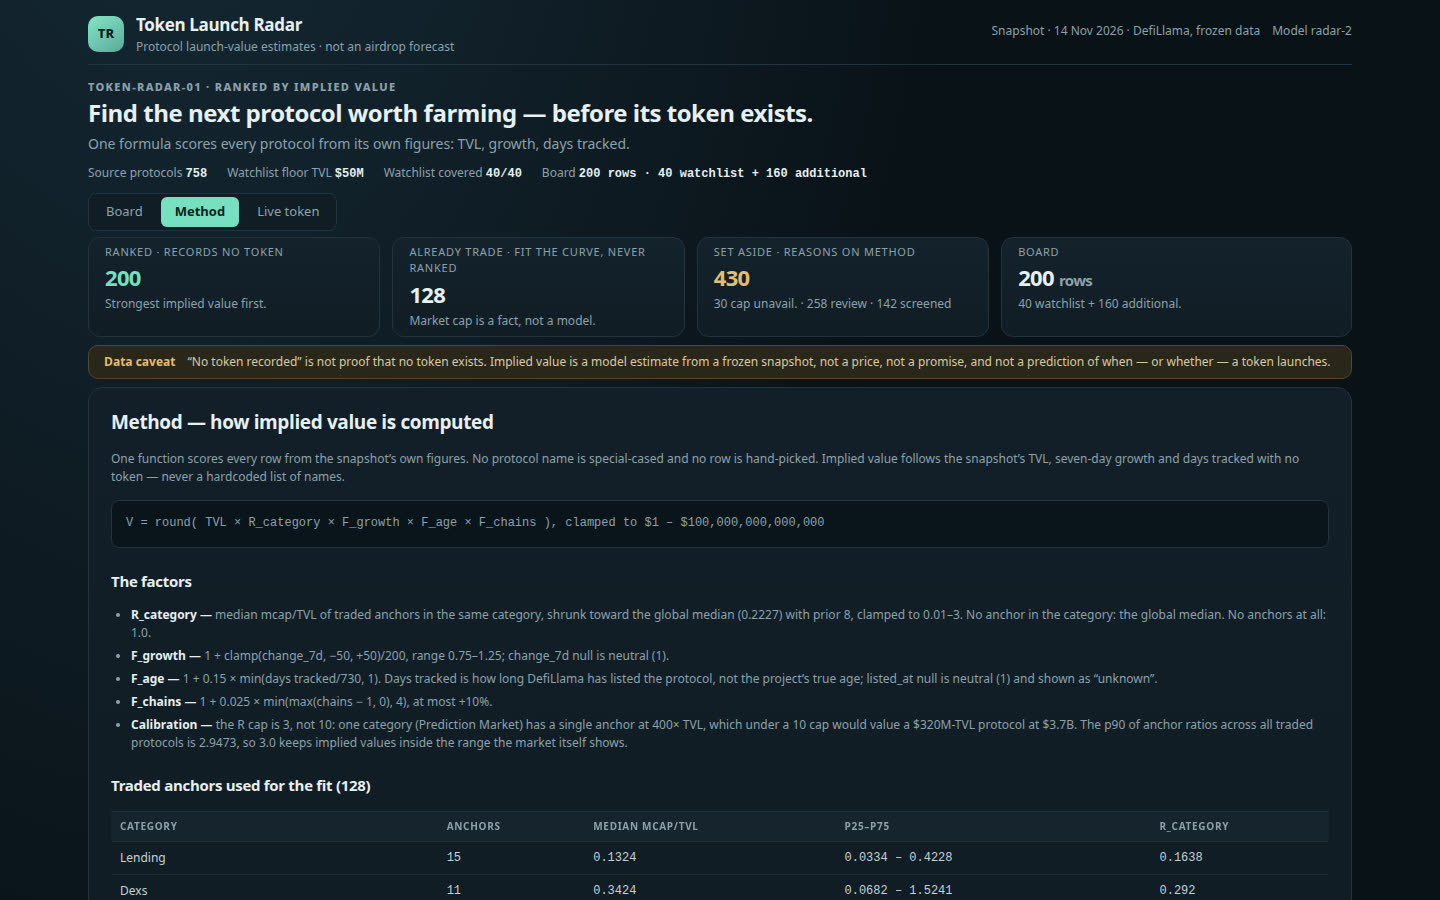 TR
Token Launch Radar
Protocol launch-value estimates · not an airdrop forecast
Snapshot · 14 Nov 2026 · DefiLlama, frozen data Model radar-2
TOKEN-RADAR-01 · RANKED BY IMPLIED VALUE
Find the next protocol worth farming — before its token exists.
One formula scores every protocol from its own figures: TVL, growth, days tracked.
Source protocols 758 Watchlist floor TVL $50M Watchlist covered 40/40 Board 200 rows · 40 watchlist + 160 additional
Board Method Live token
RANKED · RECORDS NO TOKEN
200
Strongest implied value first.
ALREADY TRADE · FIT THE CURVE, NEVER
RANKED
128
Market cap is a fact, not a model.
SET ASIDE · REASONS ON METHOD
430
30 cap unavail. · 258 review · 142 screened
BOARD
200 rows
40 watchlist + 160 additional.
Data caveat “No token recorded” is not proof that no token exists. Implied value is a model estimate from a frozen snapshot, not a price, not a promise, and not a prediction of when — or whether — a token launches.
Method — how implied value is computed
One function scores every row from the snapshot’s own figures. No protocol name is special-cased and no row is hand-picked. Implied value follows the snapshot’s TVL, seven-day growth and days tracked with no
token — never a hardcoded list of names.
V = round( TVL × R_category × F_growth × F_age × F_chains ), clamped to $1 – $100,000,000,000,000
The factors
• R_category — median mcap/TVL of traded anchors in the same category, shrunk toward the global median (0.2227) with prior 8, clamped to 0.01–3. No anchor in the category: the global median. No anchors at all:
1.0.
• F_growth — 1 + clamp(change_7d, −50, +50)/200, range 0.75–1.25; change_7d null is neutral (1).
• F_age — 1 + 0.15 × min(days tracked/730, 1). Days tracked is how long DefiLlama has listed the protocol, not the project’s true age; listed_at null is neutral (1) and shown as “unknown”.
• F_chains — 1 + 0.025 × min(max(chains − 1, 0), 4), at most +10%.
• Calibration — the R cap is 3, not 10: one category (Prediction Market) has a single anchor at 400× TVL, which under a 10 cap would value a $320M-TVL protocol at $3.7B. The p90 of anchor ratios across all traded
protocols is 2.9473, so 3.0 keeps implied values inside the range the market itself shows.
Traded anchors used for the fit (128)
CATEGORY ANCHORS MEDIAN MCAP/TVL P25–P75 R_CATEGORY
Lending 15 0.1324 0.0334 – 0.4228 0.1638
Dexs 11 0.3424 0.0682 – 1.5241 0.292